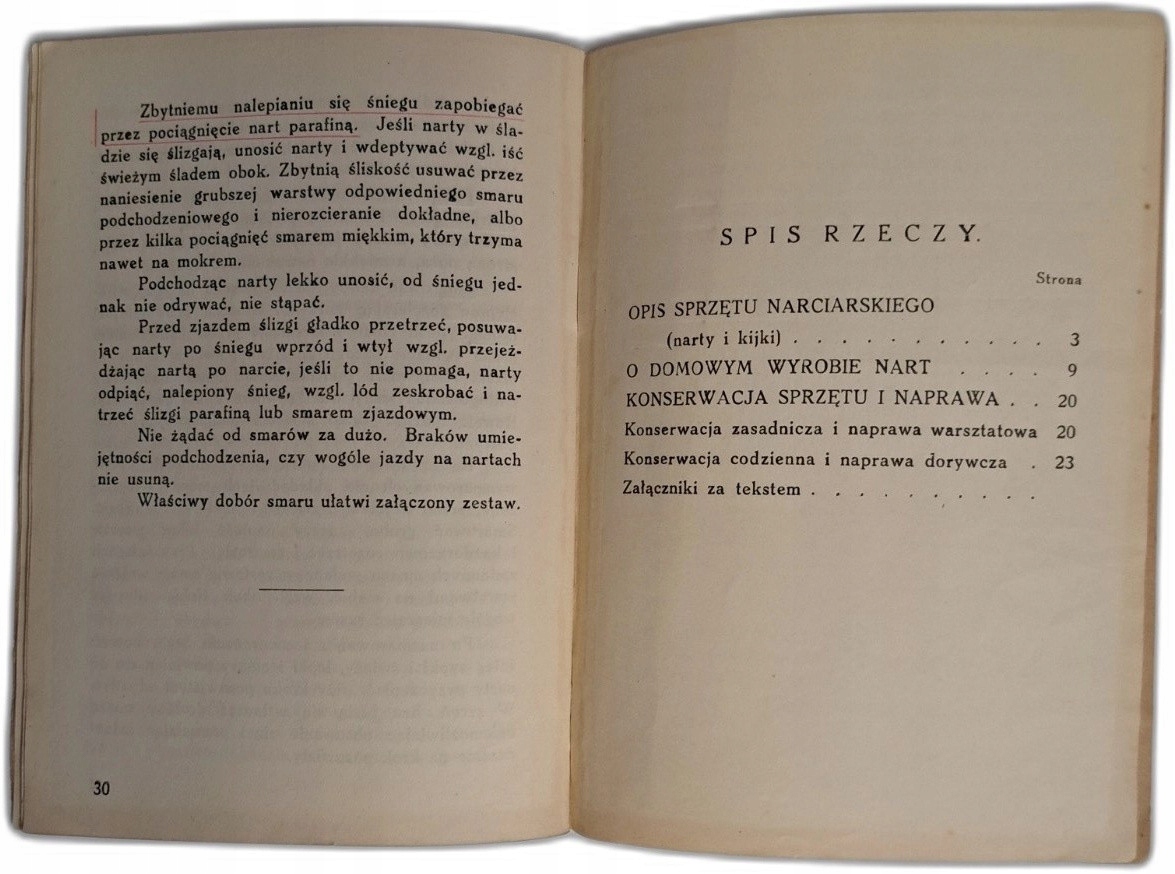 Zbytniemu nalepianiu się śniegu zapobiegać
przez pociągnięcie nart parafiną. Jeśli narty w śla-
dzie się ślizgają, unosić narty i wdeptywać wzgl. iść
świeżym śladem obok. Zbytnią śliskość usuwać przez
naniesienie grubszej warstwy odpowiedniego smaru
podchodzeniowego i nierozcieranie dokładne, albo
przez kilka pociągnięć smarem miękkim, który trzyma
nawet na mokrem.
Podchodząc narty lekko unosić, od śniegu jed-
nak nie odrywać, nie stąpać.
Przed zjazdem ślizgi gładko przetrzeć, posuwa-
jąc narty po śniegu wprzód i wtył wzgl. przejeż-
dżając nartą po narcie, jeśli to nie pomaga, narty
odpiąć, nalepiony śnieg, wzgl. lód zeskrobać i na-
trzeć ślizgi parafiną lub smarem zjazdowym.
Nie żądać od smarów za dużo. Braków umie-
jętności podchodzenia, czy wogóle jazdy na nartach
nie usuną.
Właściwy dobór smaru ułatwi załączony zestaw.
30
SPIS RZECZY.
Strona
OPIS SPRZĘTU NARCIARSKIEGO
(narty i kijki) . . . . . . . . . . . 3
O DOMOWYM WYROBIE NART . . . . 9
KONSERWACJA SPRZĘTU I NAPRAWA . . 20
Konserwacja zasadnicza i naprawa warsztatowa 20
Konserwacja codzienna i naprawa dorywcza . 23
Załączniki za tekstem . . . . . . . . . .